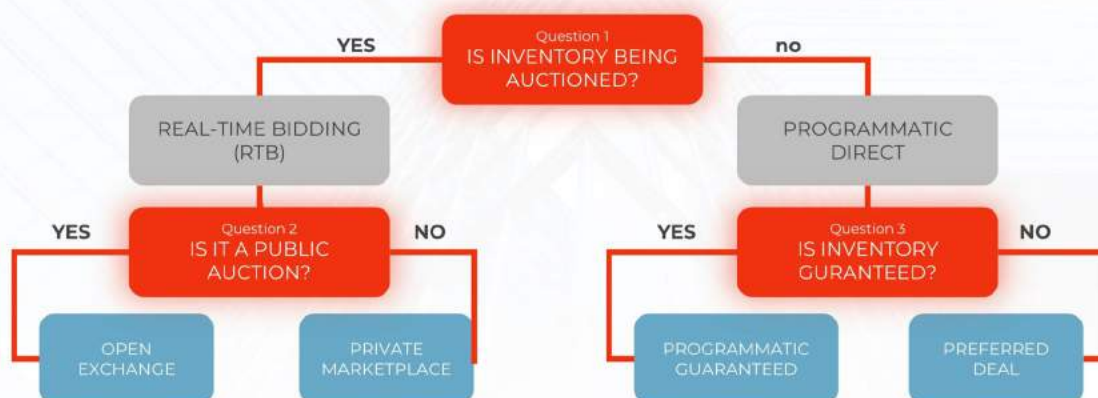 Question 1
IS INVENTORY BEING
AUCTIONED?
YES
no
REAL-TIME BIDDING
(RTB)
PROGRAMMATIC
DIRECT
YES
Question 2
IS IT A PUBLIC
AUCTION?
NO
YES
Question 3
IS INVENTORY
GURANTEED?
NO
OPEN
EXCHANGE
PRIVATE
MARKETPLACE
PROGRAMMATIC
GUARANTEED
PREFERRED
DEAL